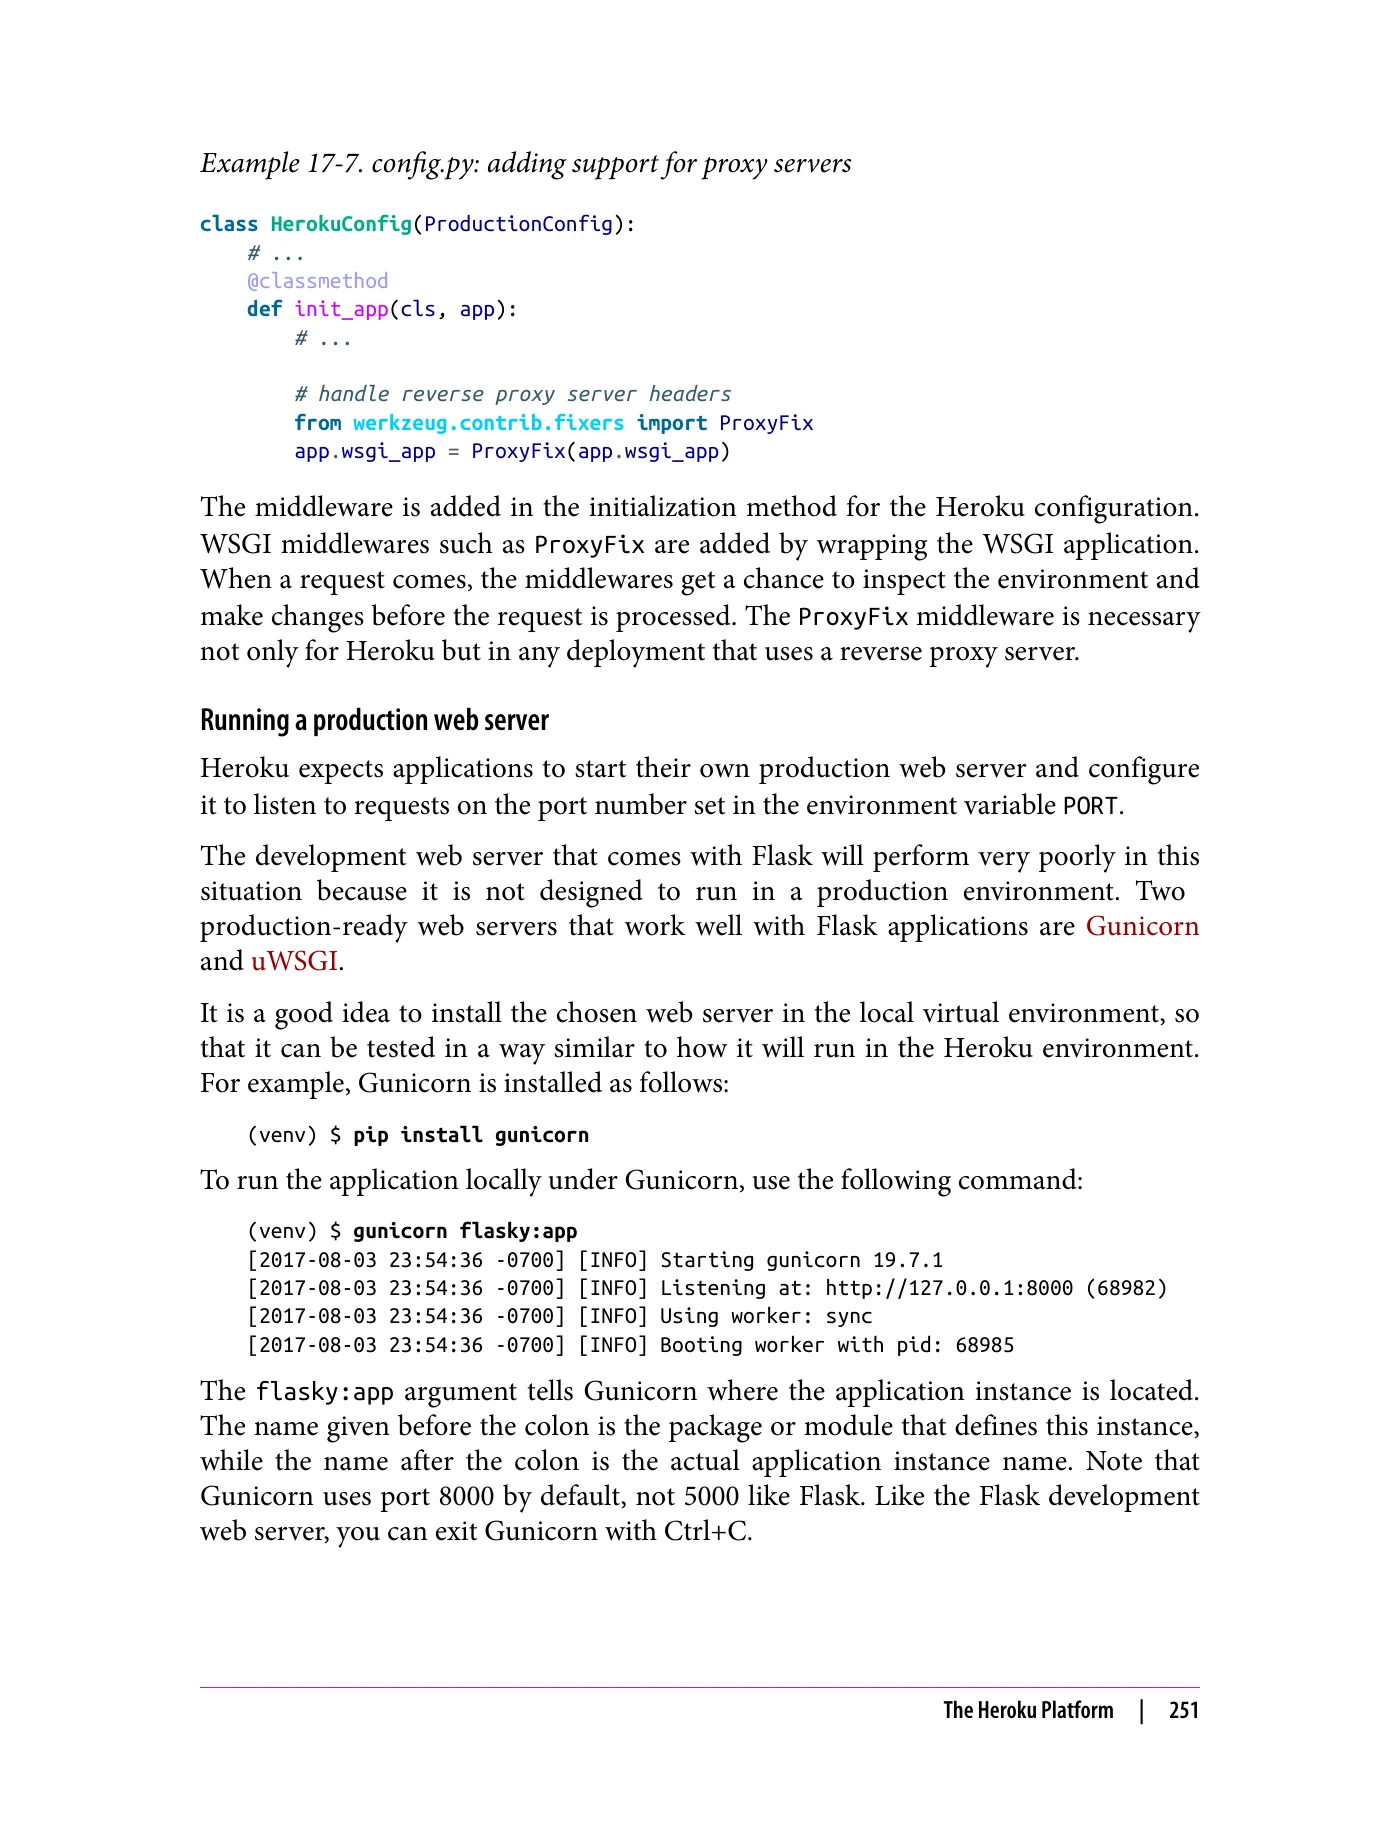 Example 17-7. config.py: adding support for proxy servers
class HerokuConfig(ProductionConfig):
    # ...
    @classmethod
    def init_app(cls, app):
        # ...

        # handle reverse proxy server headers
        from werkzeug.contrib.fixers import ProxyFix
        app.wsgi_app = ProxyFix(app.wsgi_app)
The middleware is added in the initialization method for the Heroku configuration.
WSGI middlewares such as ProxyFix are added by wrapping the WSGI application.
When a request comes, the middlewares get a chance to inspect the environment and
make changes before the request is processed. The ProxyFix middleware is necessary
not only for Heroku but in any deployment that uses a reverse proxy server.
Running a production web server
Heroku expects applications to start their own production web server and configure
it to listen to requests on the port number set in the environment variable PORT.
The development web server that comes with Flask will perform very poorly in this
situation because it is not designed to run in a production environment. Two
production-ready web servers that work well with Flask applications are Gunicorn
and uWSGI.
It is a good idea to install the chosen web server in the local virtual environment, so
that it can be tested in a way similar to how it will run in the Heroku environment.
For example, Gunicorn is installed as follows:
(venv) $ pip install gunicorn
To run the application locally under Gunicorn, use the following command:
(venv) $ gunicorn flasky:app
[2017-08-03 23:54:36 -0700] [INFO] Starting gunicorn 19.7.1
[2017-08-03 23:54:36 -0700] [INFO] Listening at: http://127.0.0.1:8000 (68982)
[2017-08-03 23:54:36 -0700] [INFO] Using worker: sync
[2017-08-03 23:54:36 -0700] [INFO] Booting worker with pid: 68985
The flasky:app argument tells Gunicorn where the application instance is located.
The name given before the colon is the package or module that defines this instance,
while the name after the colon is the actual application instance name. Note that
Gunicorn uses port 8000 by default, not 5000 like Flask. Like the Flask development
web server, you can exit Gunicorn with Ctrl+C.
The Heroku Platform | 251